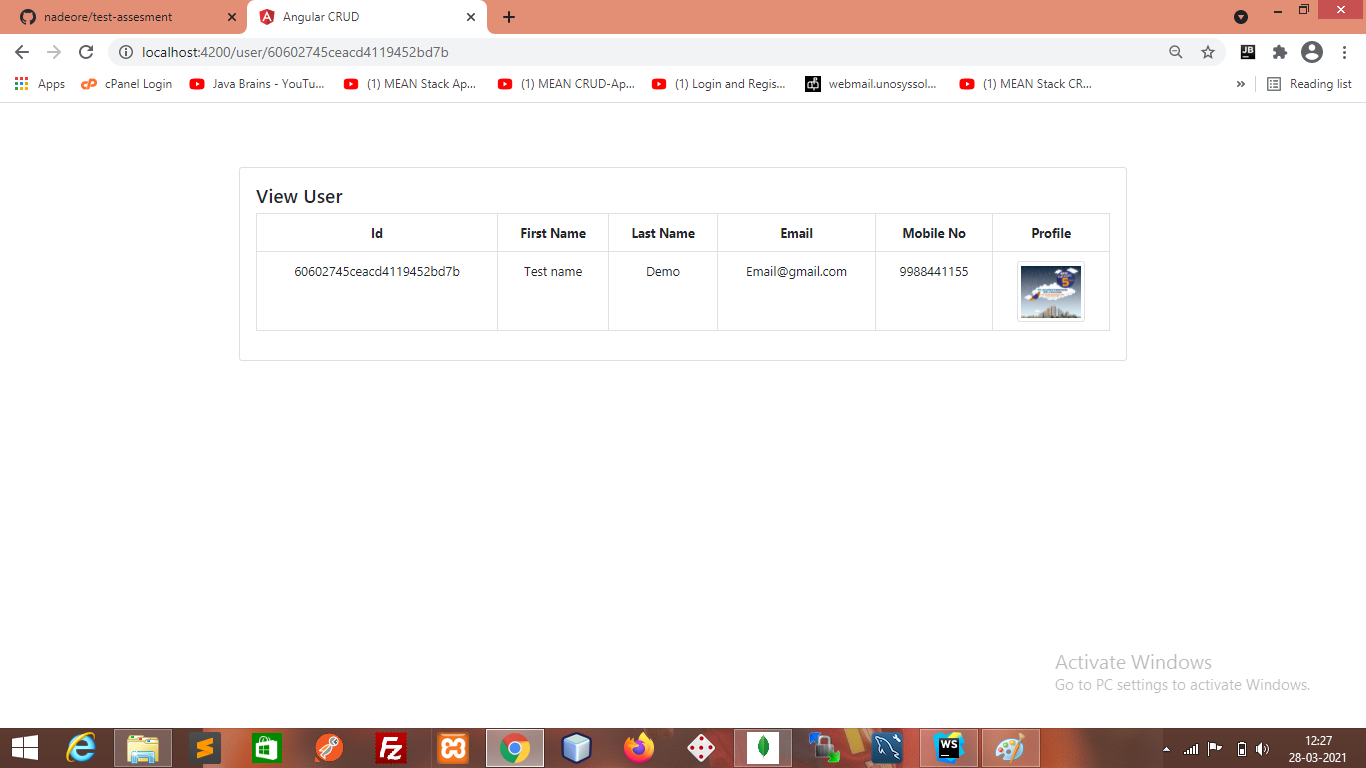 nadeore/test-assesment
Angular CRUD
localhost:4200/user/60602745ceacd4119452bd7b
JB
Apps
cPanel Login
Java Brains - YouTu...
(1) MEAN Stack Ap...
(1) MEAN CRUD-Ap...
(1) Login and Regis...
webmail.unosyssol...
(1) MEAN Stack CR...
»
Reading list
View User
Id First Name Last Name Email Mobile No Profile
60602745ceacd4119452bd7b Test name Demo Email@gmail.com 9988441155
Activate Windows
Go to PC settings to activate Windows.
WS
12:27
28-03-2021